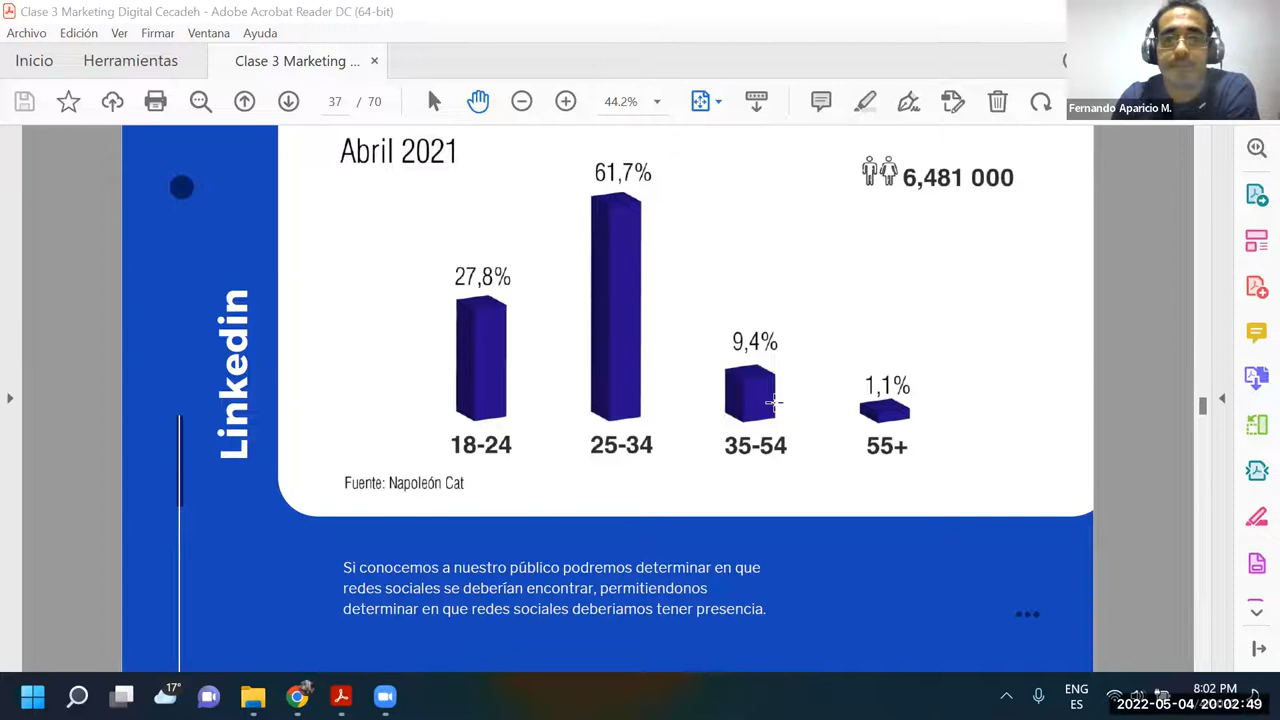 Clase 3 Marketing Digital Cecadeh - Adobe Acrobat Reader DC (64-bit)
Archivo Edición Ver Firmar Ventana Ayuda
Inicio Herramientas Clase 3 Marketing ... ×
37 / 70 44.2%
Fernando Aparicio M.
Abril 2021
6,481 000
61,7%
27,8%
9,4%
1,1%
18-24 25-34 35-54 55+
Linkedin
Fuente: Napoleón Cat
Si conocemos a nuestro público podremos determinar en que
redes sociales se deberían encontrar, permitiendonos
determinar en que redes sociales deberiamos tener presencia.
17°
ENG
ES
8:02 PM
2022-05-04 20:02:49